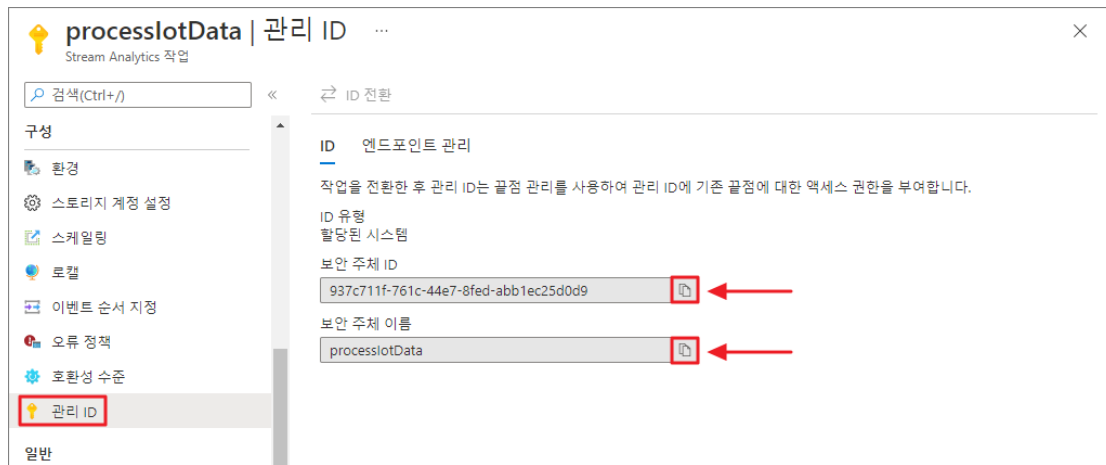 processIotData | 관리 ID ...
Stream Analytics 작업
검색(Ctrl+/)
«
ID 전환
구성
환경
스토리지 계정 설정
스케일링
로캘
이벤트 순서 지정
오류 정책
호환성 수준
관리 ID
일반
ID 엔드포인트 관리
작업을 전환한 후 관리 ID는 끝점 관리를 사용하여 관리 ID에 기존 끝점에 대한 액세스 권한을 부여합니다.
ID 유형
할당된 시스템
보안 주체 ID
937c711f-761c-44e7-8fed-abb1ec25d0d9
보안 주체 이름
processIotData